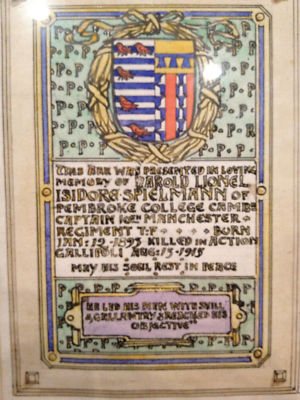 THIS WAS PRESENTED IN LOVING
MEMORY OF HAROLD LIONEL
ISIDORE·SPIELMANN OF
PEMBROKE COLLEGE CAMBS
CAPTAIN 10TH MANCHESTER
REGIMENT T·F · · · · BORN
JAN: 12 - 1893 KILLED IN ACTION
GALLIPOLI AUG: 13 - 1915
MAY HIS SOUL REST IN PEACE
"HE LED HIS MEN WITH SKILL
& GALLANTRY & REACHED HIS
OBJECTIVE"